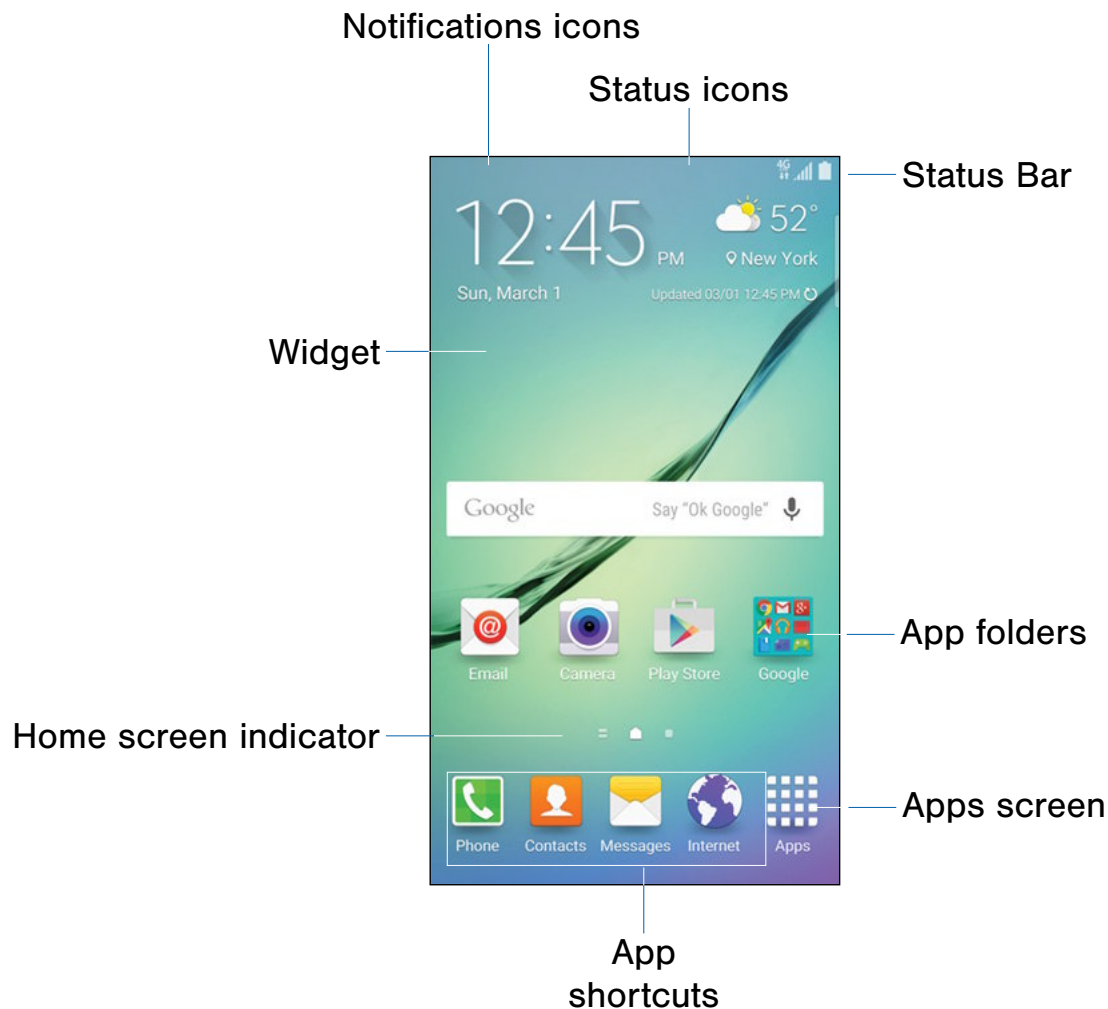 Notifications icons
Status icons
4G
Status Bar
12:45 PM
52°
New York
Sun, March 1
Updated 03/01 12:45 PM
Widget
Google
Say "Ok Google"
Email
Camera
Play Store
Google
App folders
Home screen indicator
Apps screen
Phone
Contacts
Messages
Internet
Apps
App
shortcuts